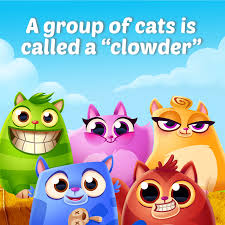 A group of cats is
called a “clowder”